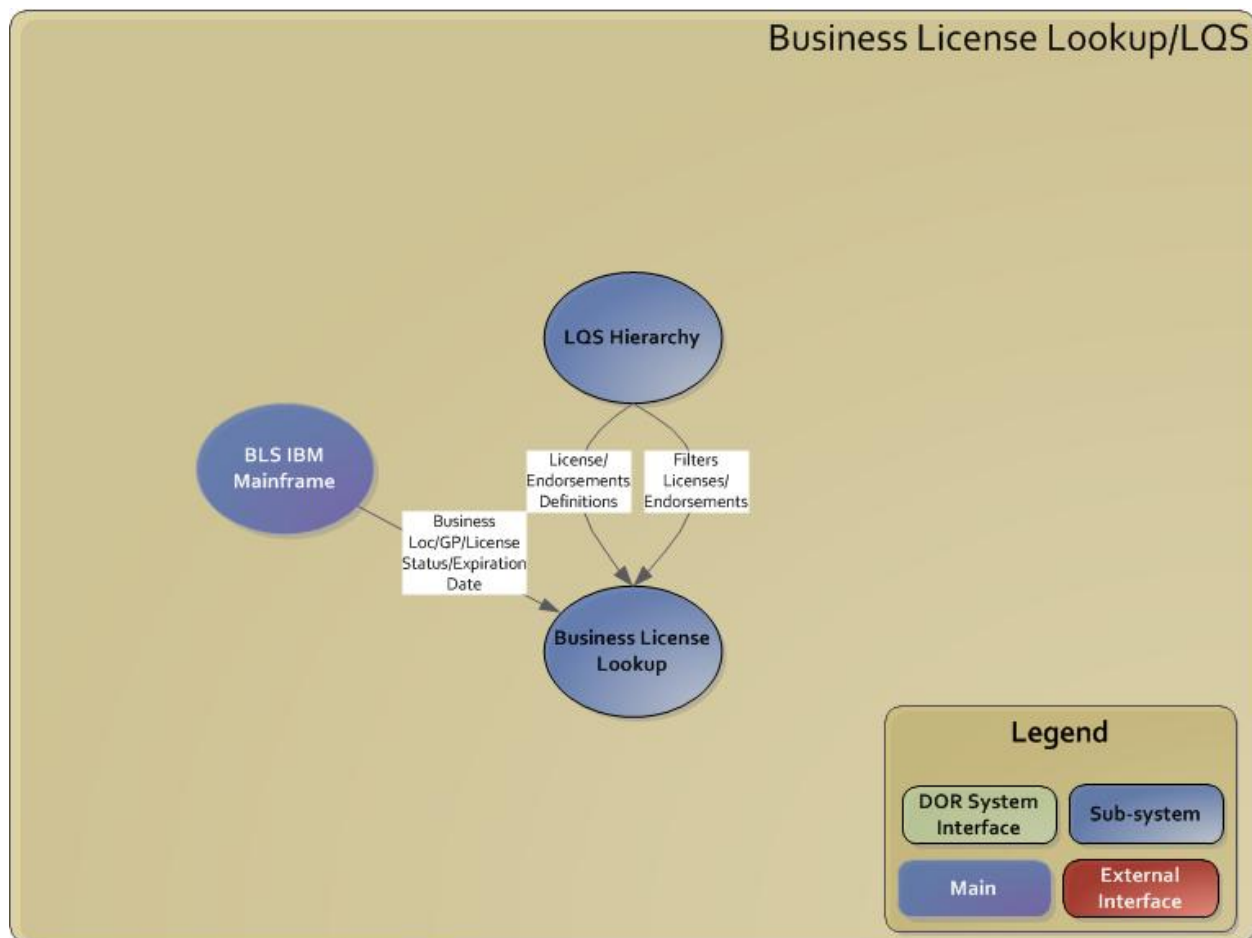 Business License Lookup/LQS
LQS Hierarchy
BLS IBM
Mainframe
License/
Endorsements
Definitions
Filters
Licenses/
Endorsements
Business
Loc/GP/License
Status/Expiration
Date
Business License
Lookup
Legend
DOR System
Interface
Sub-system
Main
External
Interface